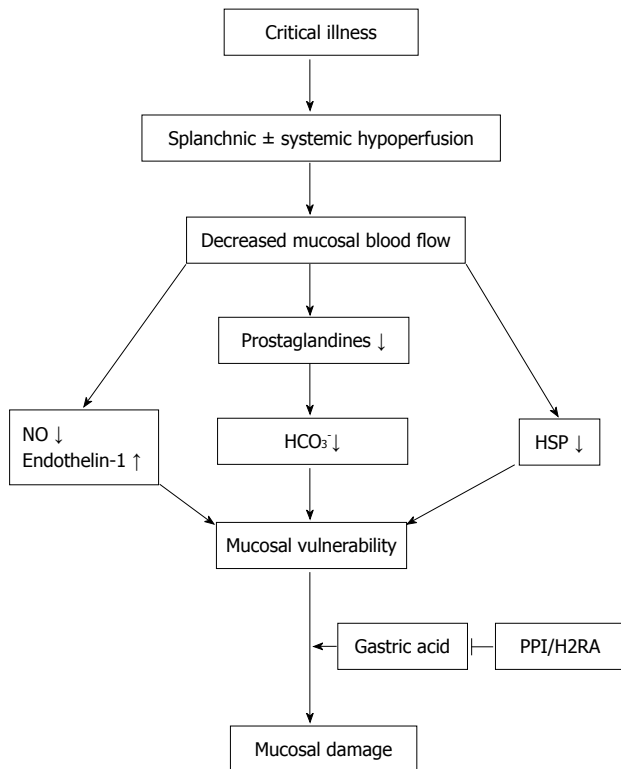 Critical illness
Splanchnic ± systemic hypoperfusion
Decreased mucosal blood flow
Prostaglandines ↓
NO ↓
Endothelin-1 ↑
HCO₃⁻↓
HSP ↓
Mucosal vulnerability
Gastric acid
PPI/H2RA
Mucosal damage